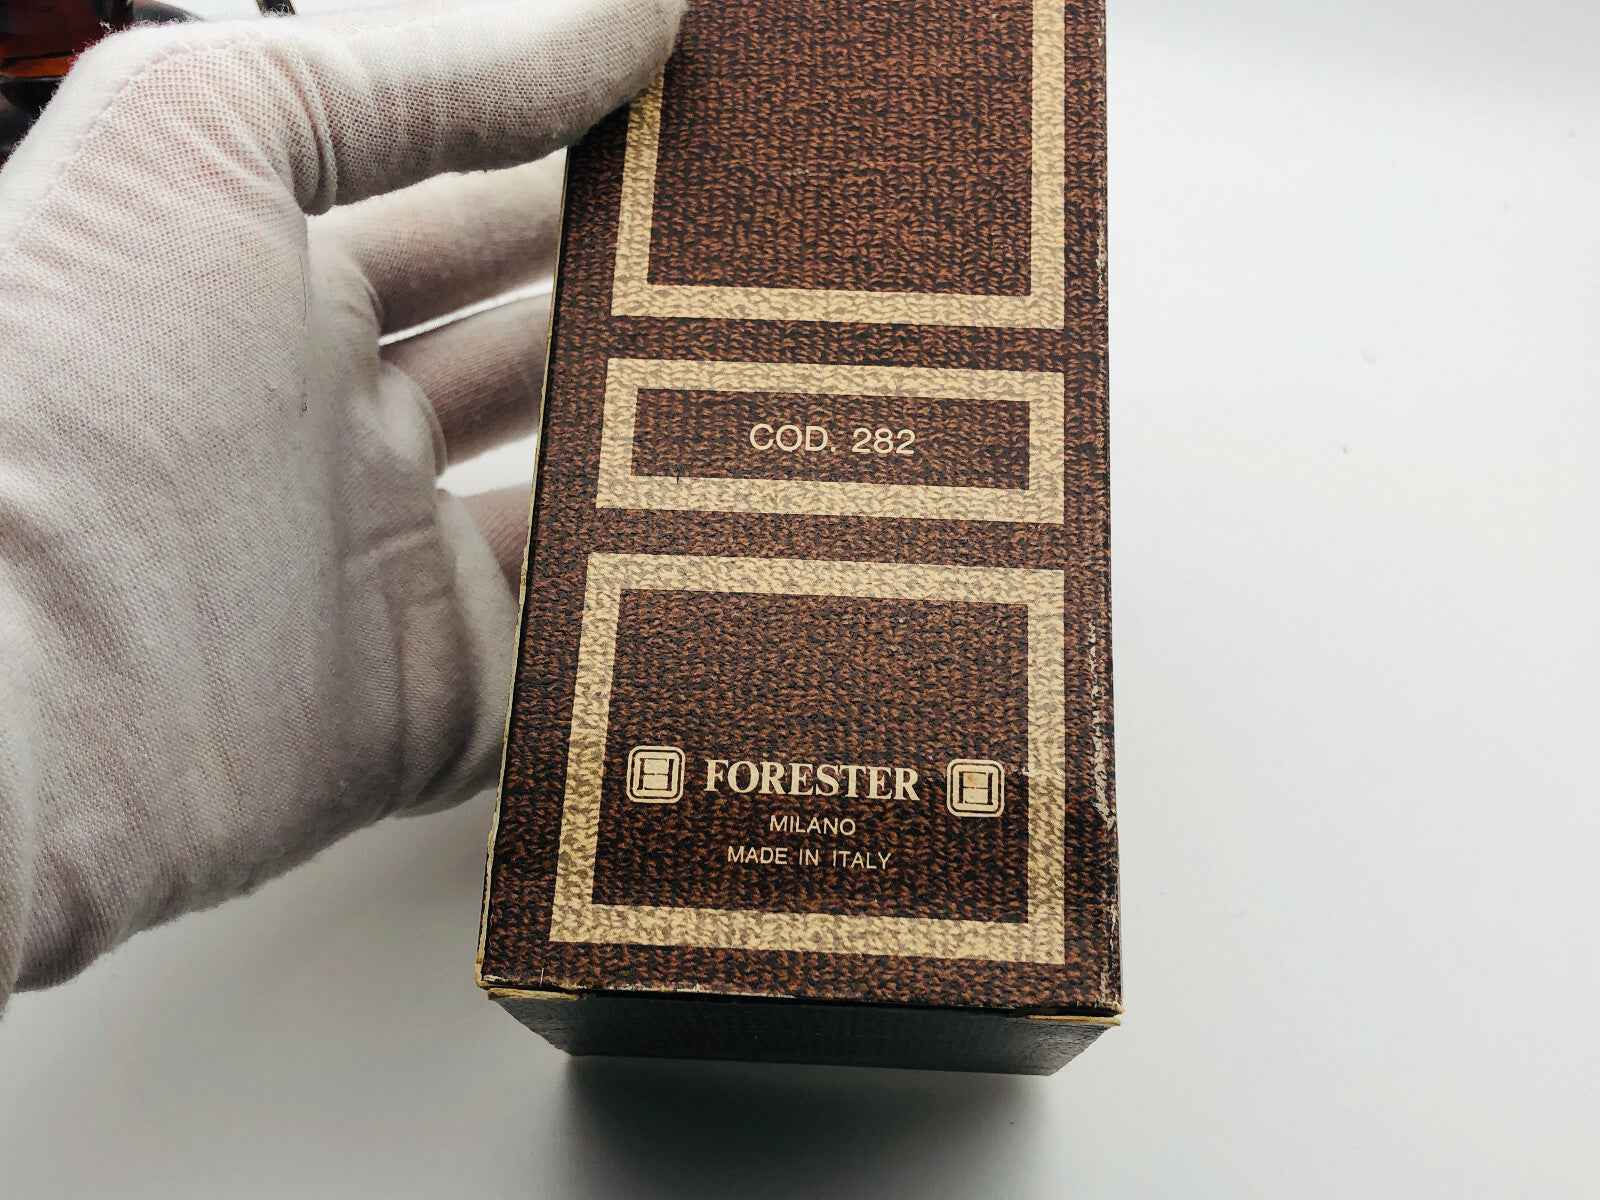 COD. 282
FORESTER
MILANO
MADE IN ITALY